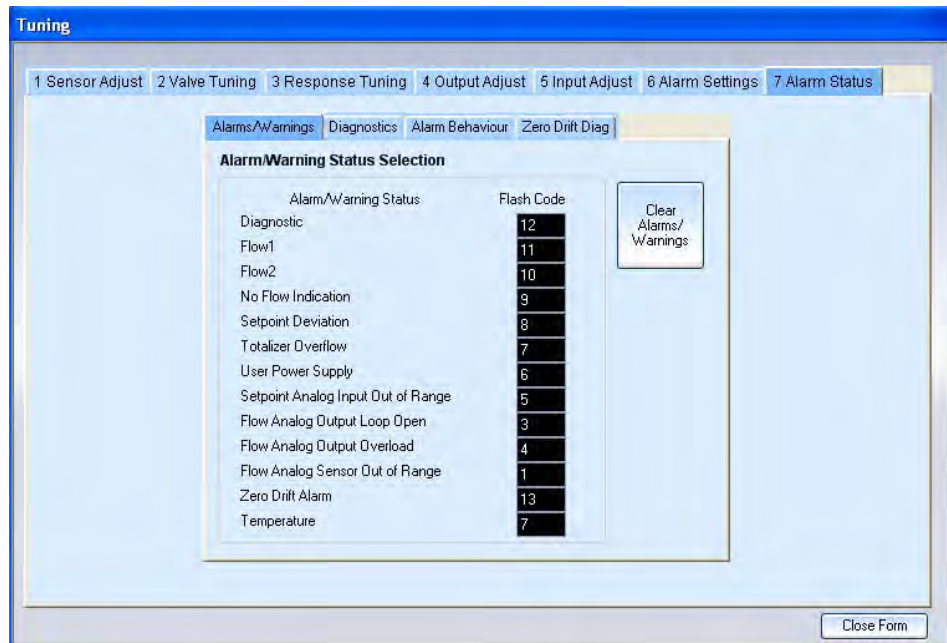 Tuning
1 Sensor Adjust 2 Valve Tuning 3 Response Tuning 4 Output Adjust 5 Input Adjust 6 Alarm Settings 7 Alarm Status
Alarms/Warnings Diagnostics Alarm Behaviour Zero Drift Diag
Alarm/Warning Status Selection
Alarm/Warning Status Flash Code
Diagnostic 12
Flow1 11
Flow2 10
No Flow Indication 9
Setpoint Deviation 8
Totalizer Overflow 7
User Power Supply 6
Setpoint Analog Input Out of Range 5
Flow Analog Output Loop Open 3
Flow Analog Output Overload 4
Flow Analog Sensor Out of Range 1
Zero Drift Alarm 13
Temperature 7
Clear
Alarms/
Warnings
Close Form